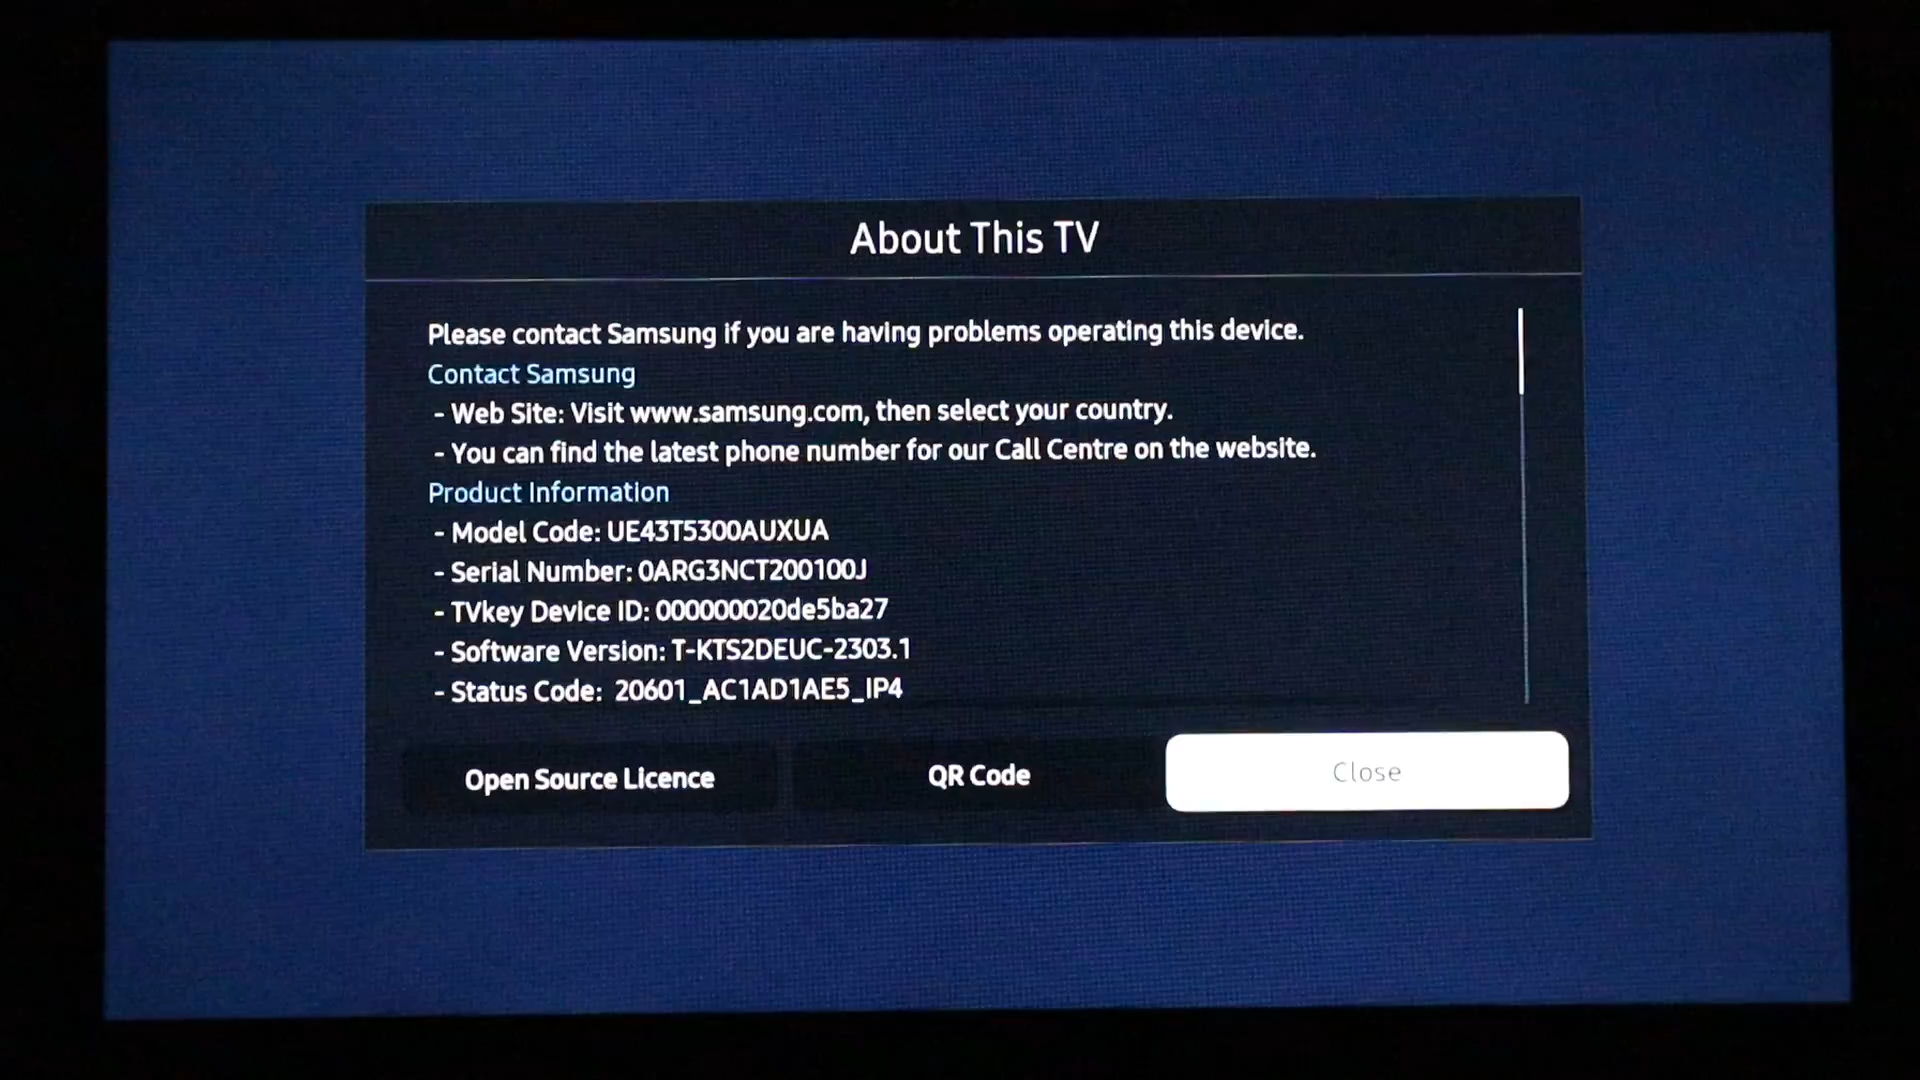 About This TV
Please contact Samsung if you are having problems operating this device.
Contact Samsung
- Web Site: Visit www.samsung.com, then select your country.
- You can find the latest phone number for our Call Centre on the website.
Product Information
- Model Code: UE43T5300AUXUA
- Serial Number: 0ARG3NCT200100J
- TVkey Device ID: 000000020de5ba27
- Software Version: T-KTS2DEUC-2303.1
- Status Code: 20601_AC1AD1AE5_IP4
Open Source Licence
QR Code
Close